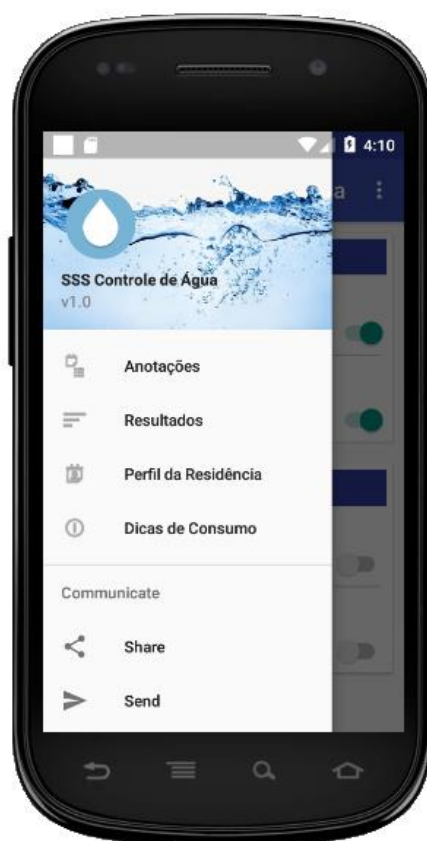 4:10
a
SSS Controle de Água
v1.0
Anotações
Resultados
Perfil da Residência
Dicas de Consumo
Communicate
Share
Send